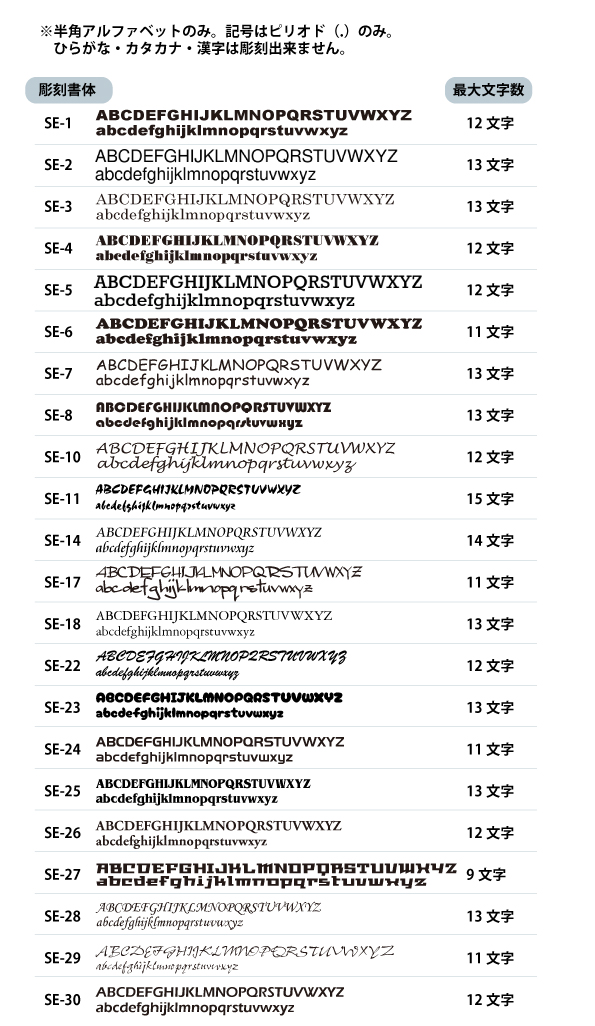 ※半角アルファベットのみ。記号はピリオド（.）のみ。
ひらがな・カタカナ・漢字は彫刻出来ません。
彫刻書体 最大文字数
SE-1 ABCDEFGHIJKLMNOPQRSTUVWXYZ 12 文字
abcdefghijklmnopqrstuvwxyz
SE-2 ABCDEFGHIJKLMNOPQRSTUVWXYZ 13 文字
abcdefghijklmnopqrstuvwxyz
SE-3 ABCDEFGHIJKLMNOPQRSTUVWXYZ 13 文字
abcdefghijklmnopqrstuvwxyz
SE-4 ABCDEFGHIJKLMNOPQRSTUVWXYZ 12 文字
abcdefghijklmnopqrstuvwxyz
SE-5 ABCDEFGHIJKLMNOPQRSTUVWXYZ 12 文字
abcdefghijklmnopqrstuvwxyz
SE-6 ABCDEFGHIJKLMNOPQRSTUVWXYZ 11 文字
abcdefghijklmnopqrstuvwxyz
SE-7 ABCDEFGHIJKLMNOPQRSTUVWXYZ 13 文字
abcdefghijklmnopqrstuvwxyz
SE-8 ABCDEFGHIJKLMNOPQRSTUVWXYZ 13 文字
abcdefghijklmnopqrstuvwxyz
SE-10 ABCDEFGHIJKLMNOPQRSTUVWXYZ 12 文字
abcdefghijklmnopqrstuvwxyz
SE-11 ABCDEFGHIJKLMNOPQRSTUVWXYZ 15 文字
abcdefghijklmnopqrstuvwxyz
SE-14 ABCDEFGHIJKLMNOPQRSTUVWXYZ 14 文字
abcdefghijklmnopqrstuvwxyz
SE-17 ABCDEFGHIJKLMNOPQRSTUVWXYZ 11 文字
abcdefghijklmnopqrstuvwxyz
SE-18 ABCDEFGHIJKLMNOPQRSTUVWXYZ 13 文字
abcdefghijklmnopqrstuvwxyz
SE-22 ABCDEFGHIJKLMNOPQRSTUVWXYZ 12 文字
abcdefghijklmnopqrstuvwxyz
SE-23 ABCDEFGHIJKLMNOPQRSTUVWXYZ 13 文字
abcdefghijklmnopqrstuvwxyz
SE-24 ABCDEFGHIJKLMNOPQRSTUVWXYZ 11 文字
abcdefghijklmnopqrstuvwxyz
SE-25 ABCDEFGHIJKLMNOPQRSTUVWXYZ 13 文字
abcdefghijklmnopqrstuvwxyz
SE-26 ABCDEFGHIJKLMNOPQRSTUVWXYZ 12 文字
abcdefghijklmnopqrstuvwxyz
SE-27 ABCDEFGHIJKLMNOPQRSTUVWXYZ 9 文字
abcdefghijklmnopqrstuvwxyz
SE-28 ABCDEFGHIJKLMNOPQRSTUVWXYZ 13 文字
abcdefghijklmnopqrstuvwxyz
SE-29 ABCDEFGHIJKLMNOPQRSTUVWXYZ 11 文字
abcdefghijklmnopqrstuvwxyz
SE-30 ABCDEFGHIJKLMNOPQRSTUVWXYZ 12 文字
abcdefghijklmnopqrstuvwxyz